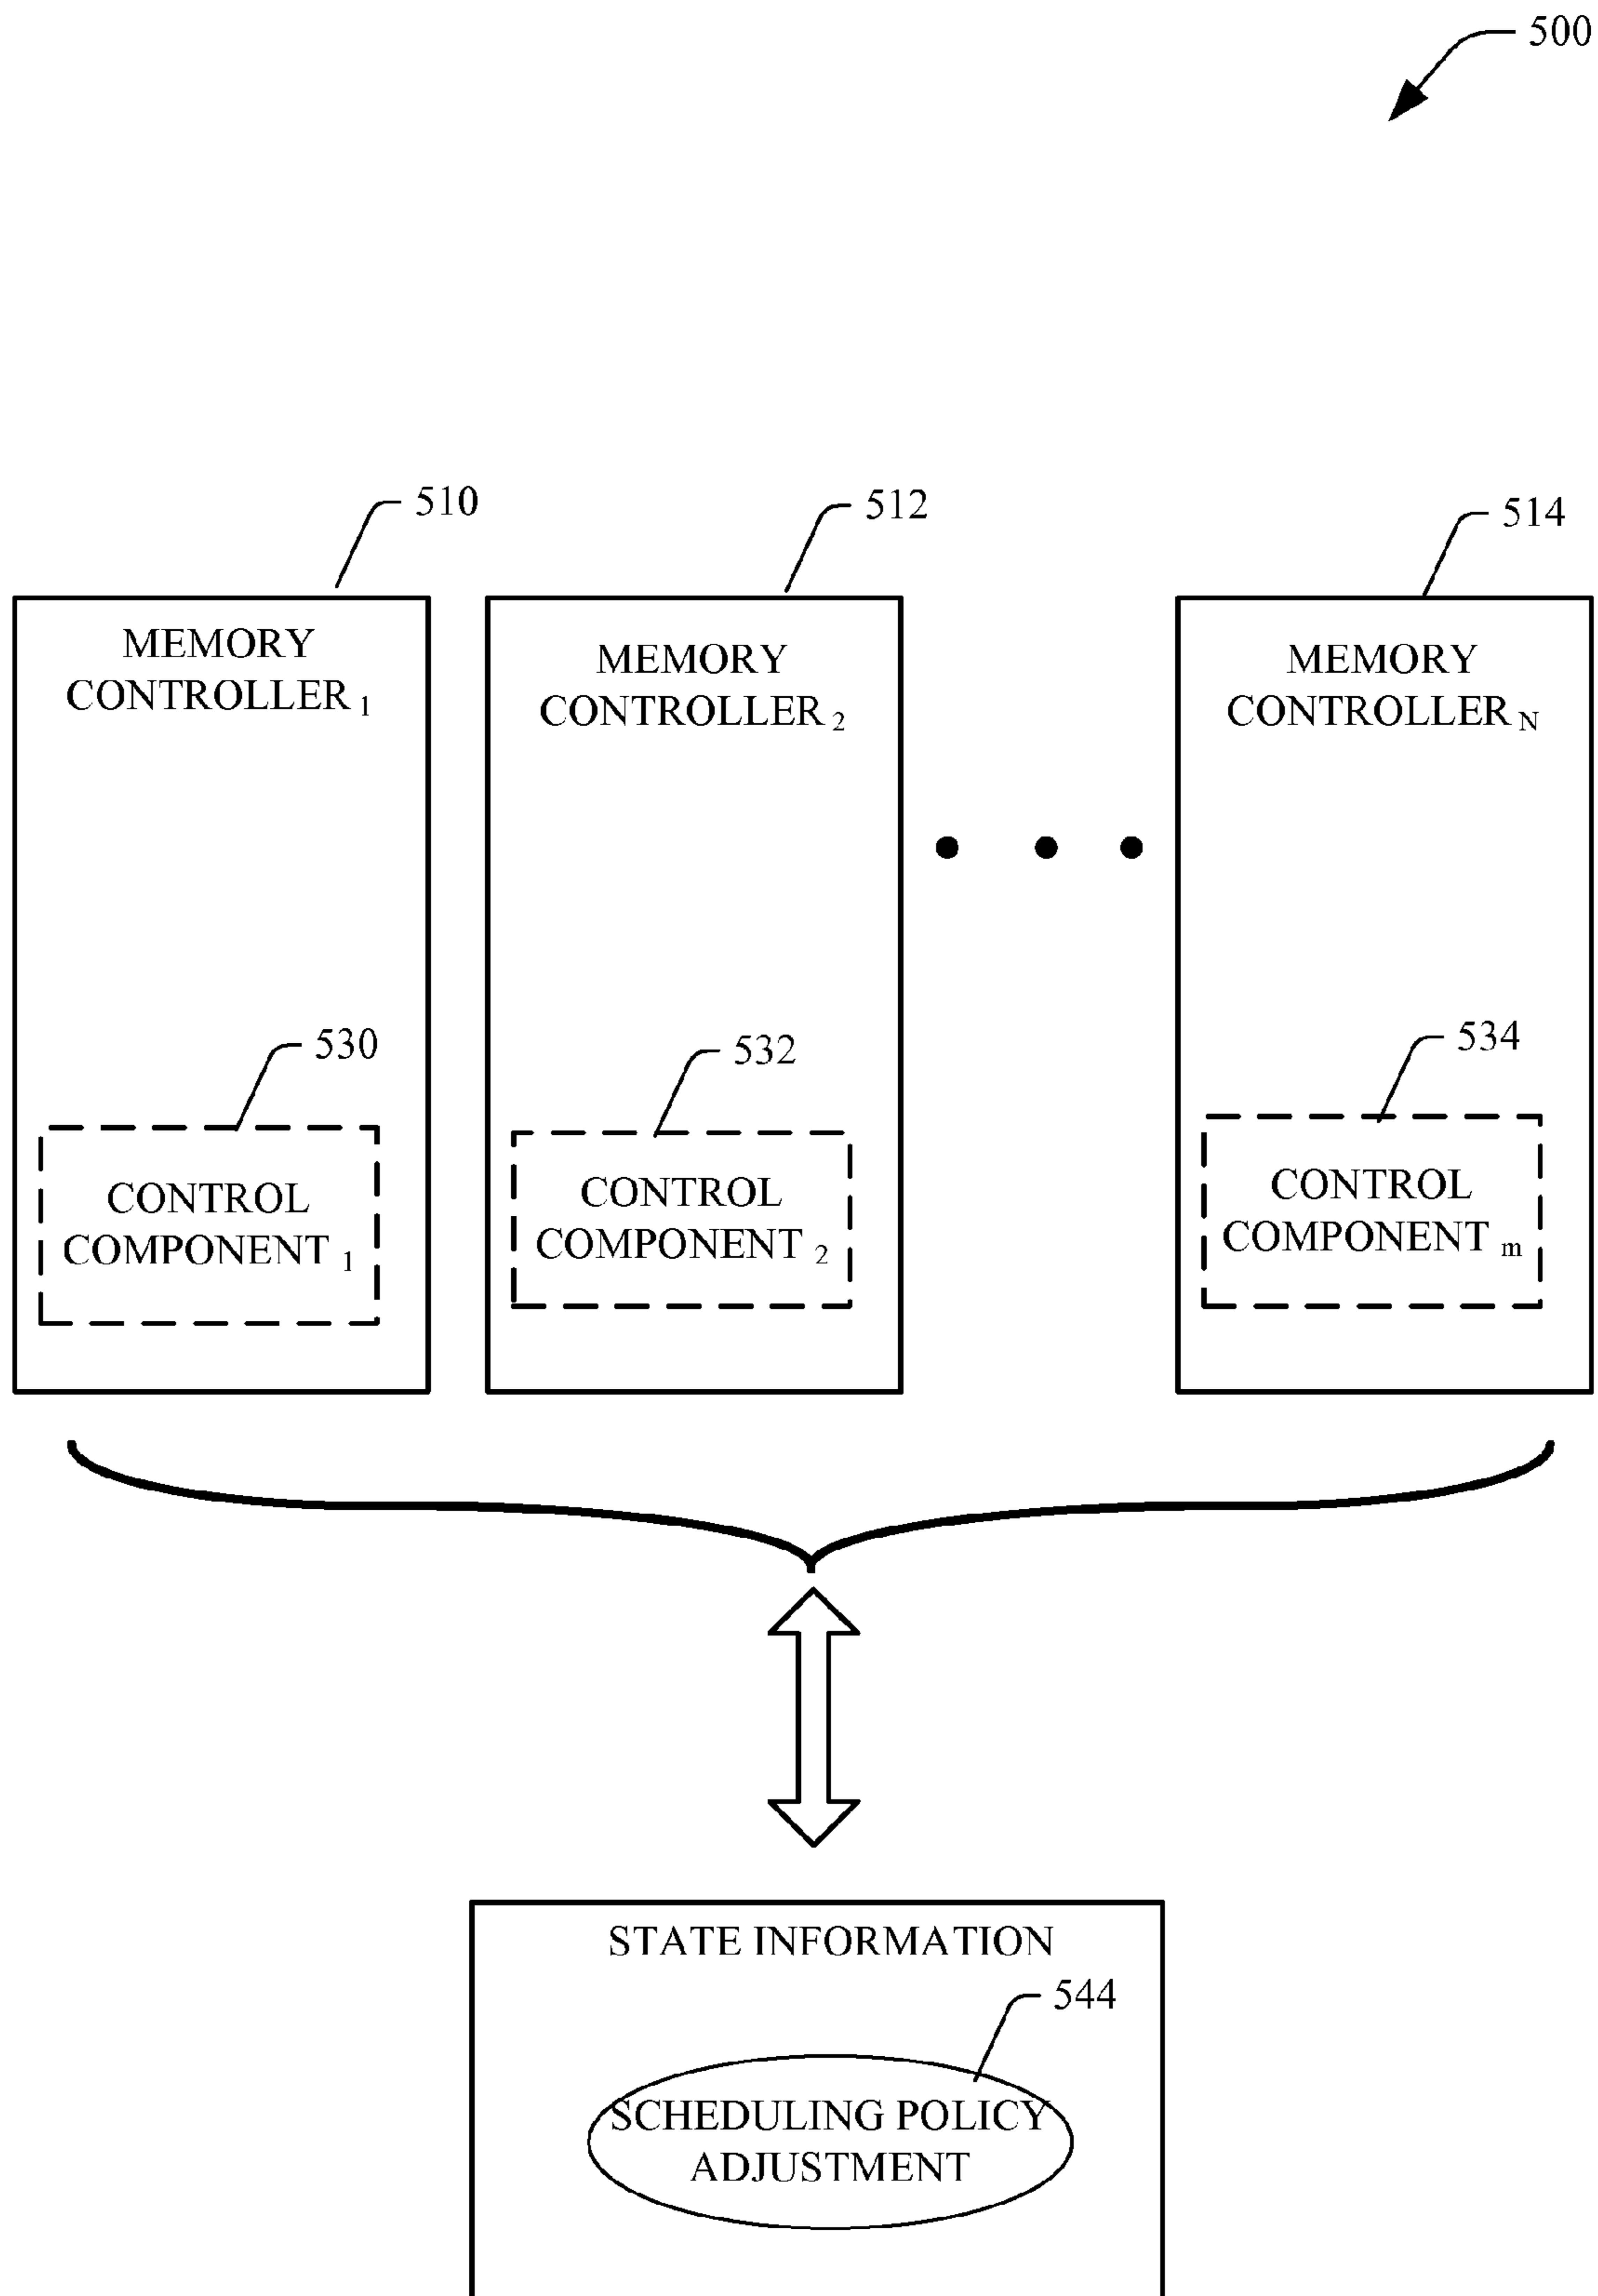 500
510
512
514
MEMORY
CONTROLLER 1
MEMORY
CONTROLLER 2
MEMORY
CONTROLLER N
530
532
534
CONTROL
COMPONENT 1
CONTROL
COMPONENT 2
CONTROL
COMPONENT m
STATE INFORMATION
544
SCHEDULING POLICY
ADJUSTMENT